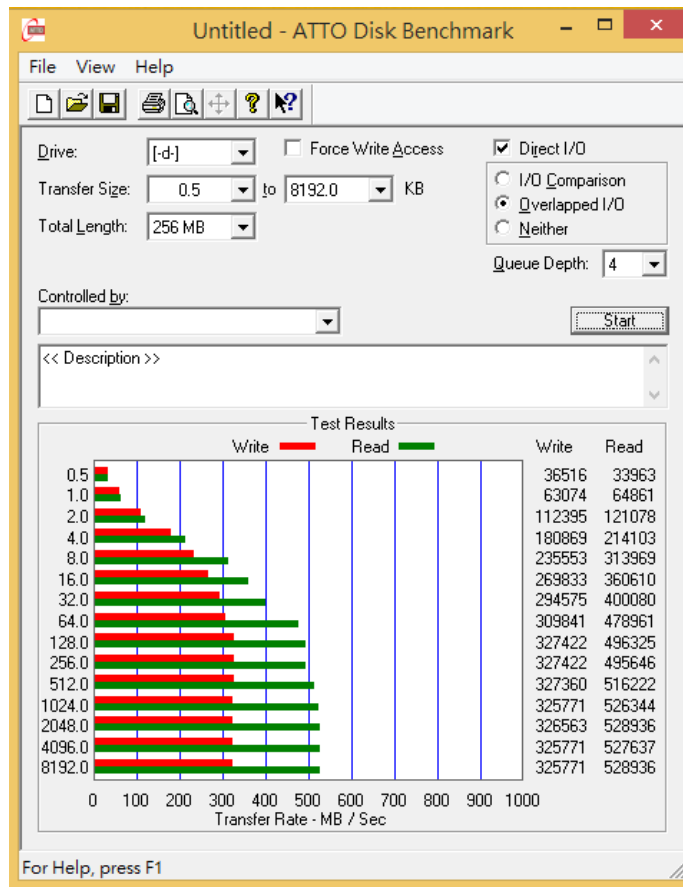 Untitled - ATTO Disk Benchmark
File View Help
Drive: [-d-] Force Write Access Direct I/O
Transfer Size: 0.5 to 8192.0 KB I/O Comparison
Overlapped I/O
Total Length: 256 MB Neither
Queue Depth: 4
Controlled by:
Start
<< Description >>
Test Results
Write Read Write Read
0.5 36516 33963
1.0 63074 64861
2.0 112395 121078
4.0 180869 214103
8.0 235553 313969
16.0 269833 360610
32.0 294575 400080
64.0 309841 478961
128.0 327422 496325
256.0 327422 495646
512.0 327360 516222
1024.0 325771 526344
2048.0 326563 528936
4096.0 325771 527637
8192.0 325771 528936
0 100 200 300 400 500 600 700 800 900 1000
Transfer Rate - MB / Sec
For Help, press F1